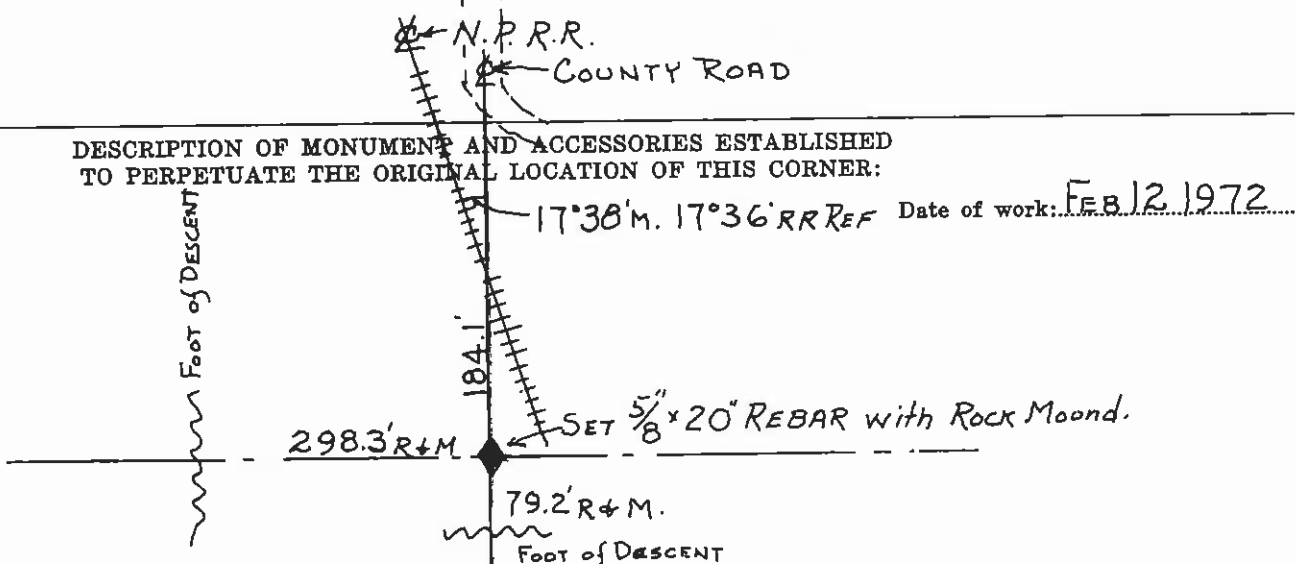 N.P.R.R.
COUNTY ROAD
DESCRIPTION OF MONUMENT AND ACCESSORIES ESTABLISHED
TO PERPETUATE THE ORIGINAL LOCATION OF THIS CORNER:
17°38'M. 17°36'RR REF
Date of work: FEB 12 1972
Foot of DESCENT
184.1'
SET 5/8" x 20" REBAR with Rock Moond.
298.3' R & M
79.2' R & M.
FOOT of DESCENT